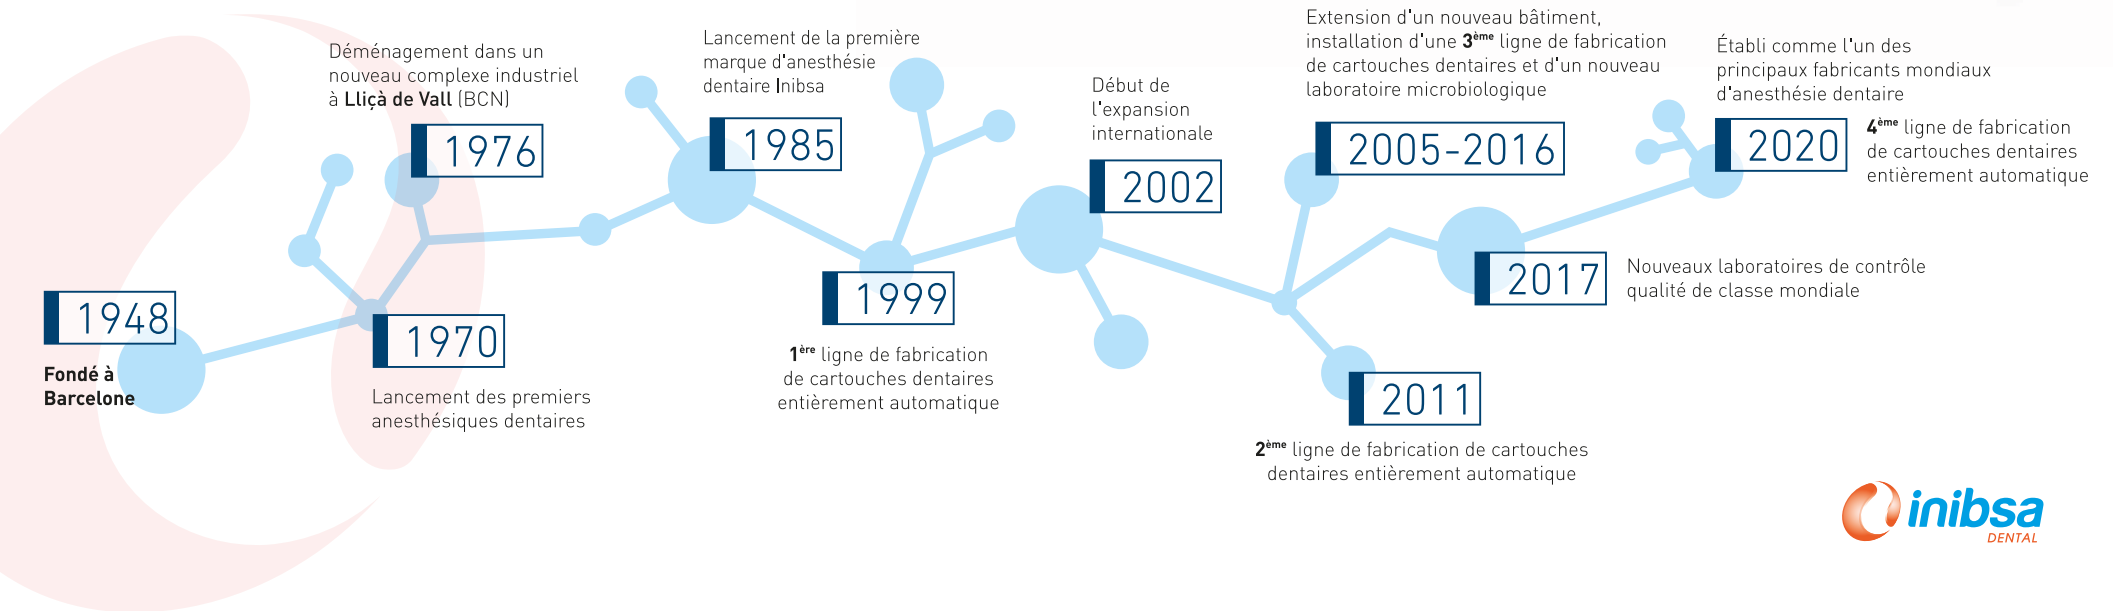 1948
Fondé à
Barcelone
1970
Lancement des premiers
anesthésiques dentaires
Déménagement dans un
nouveau complexe industriel
à Lliçà de Vall (BCN)
1976
Lancement de la première
marque d'anesthésie
dentaire Inibsa
1985
1999
1ère ligne de fabrication
de cartouches dentaires
entièrement automatique
Début de
l'expansion
internationale
2002
Extension d'un nouveau bâtiment,
installation d'une 3ème ligne de fabrication
de cartouches dentaires et d'un nouveau
laboratoire microbiologique
2005-2016
2011
2ème ligne de fabrication de cartouches
dentaires entièrement automatique
2017
Nouveaux laboratoires de contrôle
qualité de classe mondiale
Établi comme l'un des
principaux fabricants mondiaux
d'anesthésie dentaire
2020
4ème ligne de fabrication
de cartouches dentaires
entièrement automatique
inibsa
DENTAL